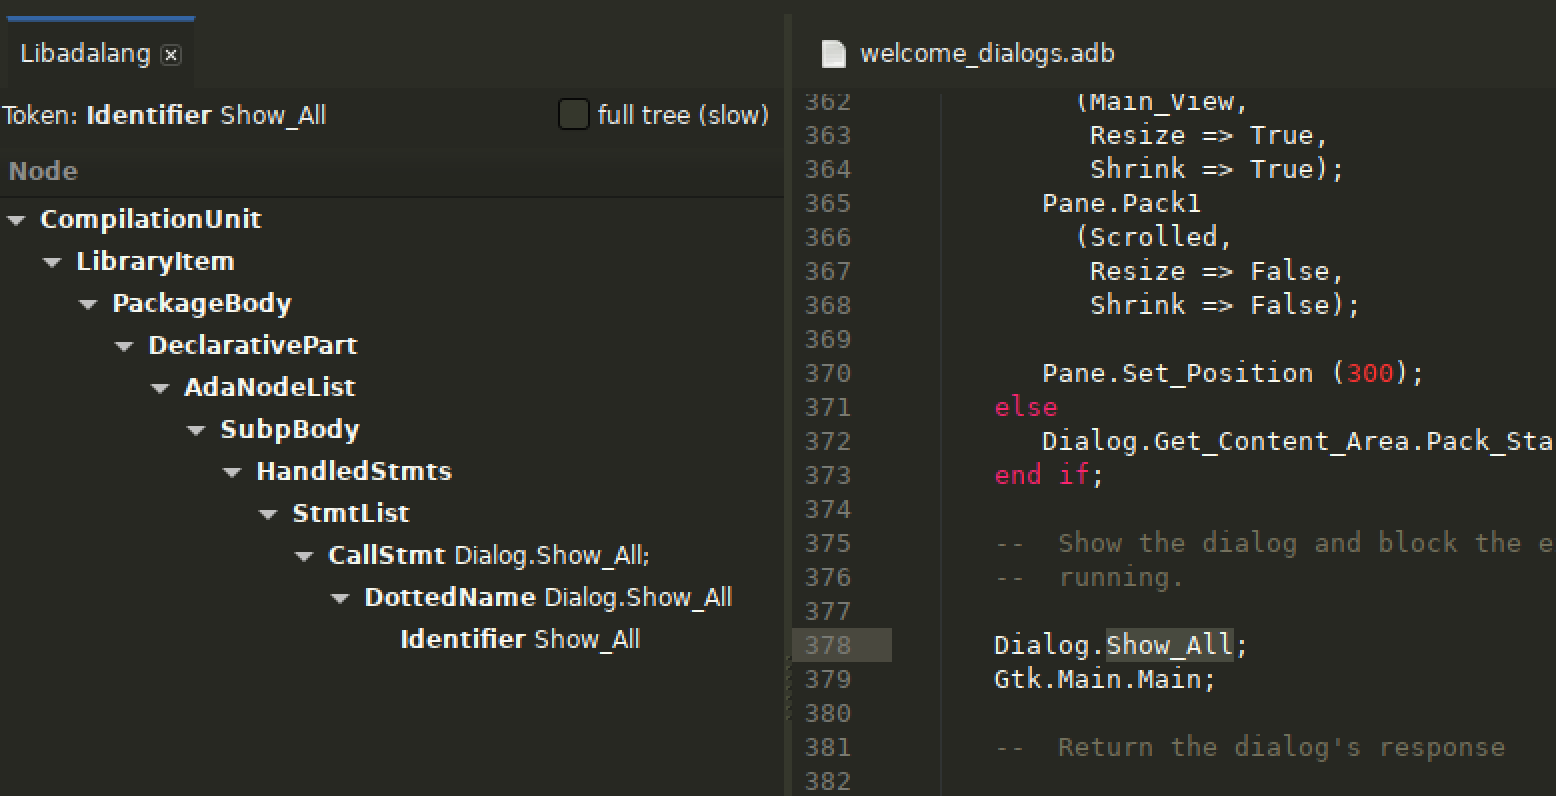 Libadalang
Token: Identifier Show_All
full tree (slow)
Node
CompilationUnit
LibraryItem
PackageBody
DeclarativePart
AdaNodeList
SubpBody
HandledStmts
StmtList
CallStmt Dialog.Show_All;
DottedName Dialog.Show_All
Identifier Show_All
welcome_dialogs.adb
362 (Main_View,
363 Resize => True,
364 Shrink => True);
365 Pane.Pack1
366 (Scrolled,
367 Resize => False,
368 Shrink => False);
369
370 Pane.Set_Position (300);
371 else
372 Dialog.Get_Content_Area.Pack_Sta
373 end if;
374
375 -- Show the dialog and block the e
376 -- running.
377
378 Dialog.Show_All;
379 Gtk.Main.Main;
380
381 -- Return the dialog's response
382